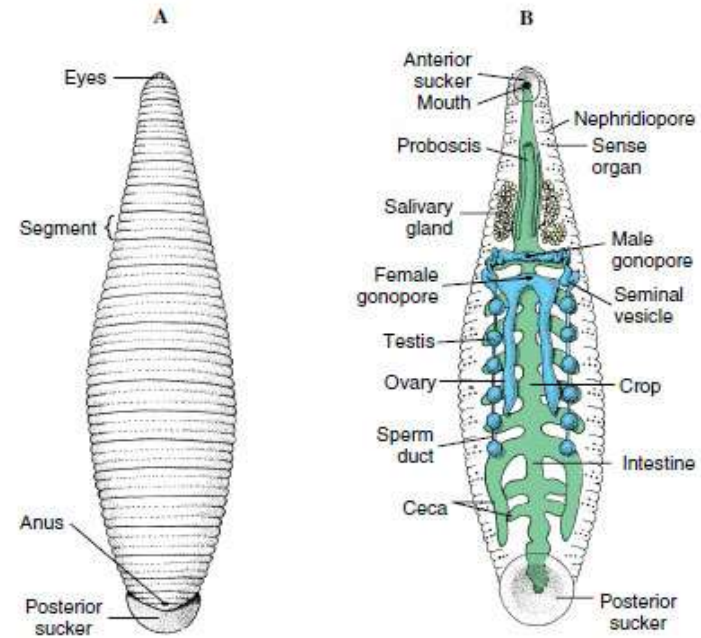 A
Eyes
Segment
Anus
Posterior
sucker
B
Anterior
sucker
Mouth
Nephridiopore
Sense
organ
Proboscis
Salivary
gland
Male
gonopore
Female
gonopore
Seminal
vesicle
Testis
Ovary
Crop
Sperm
duct
Intestine
Ceca
Posterior
sucker